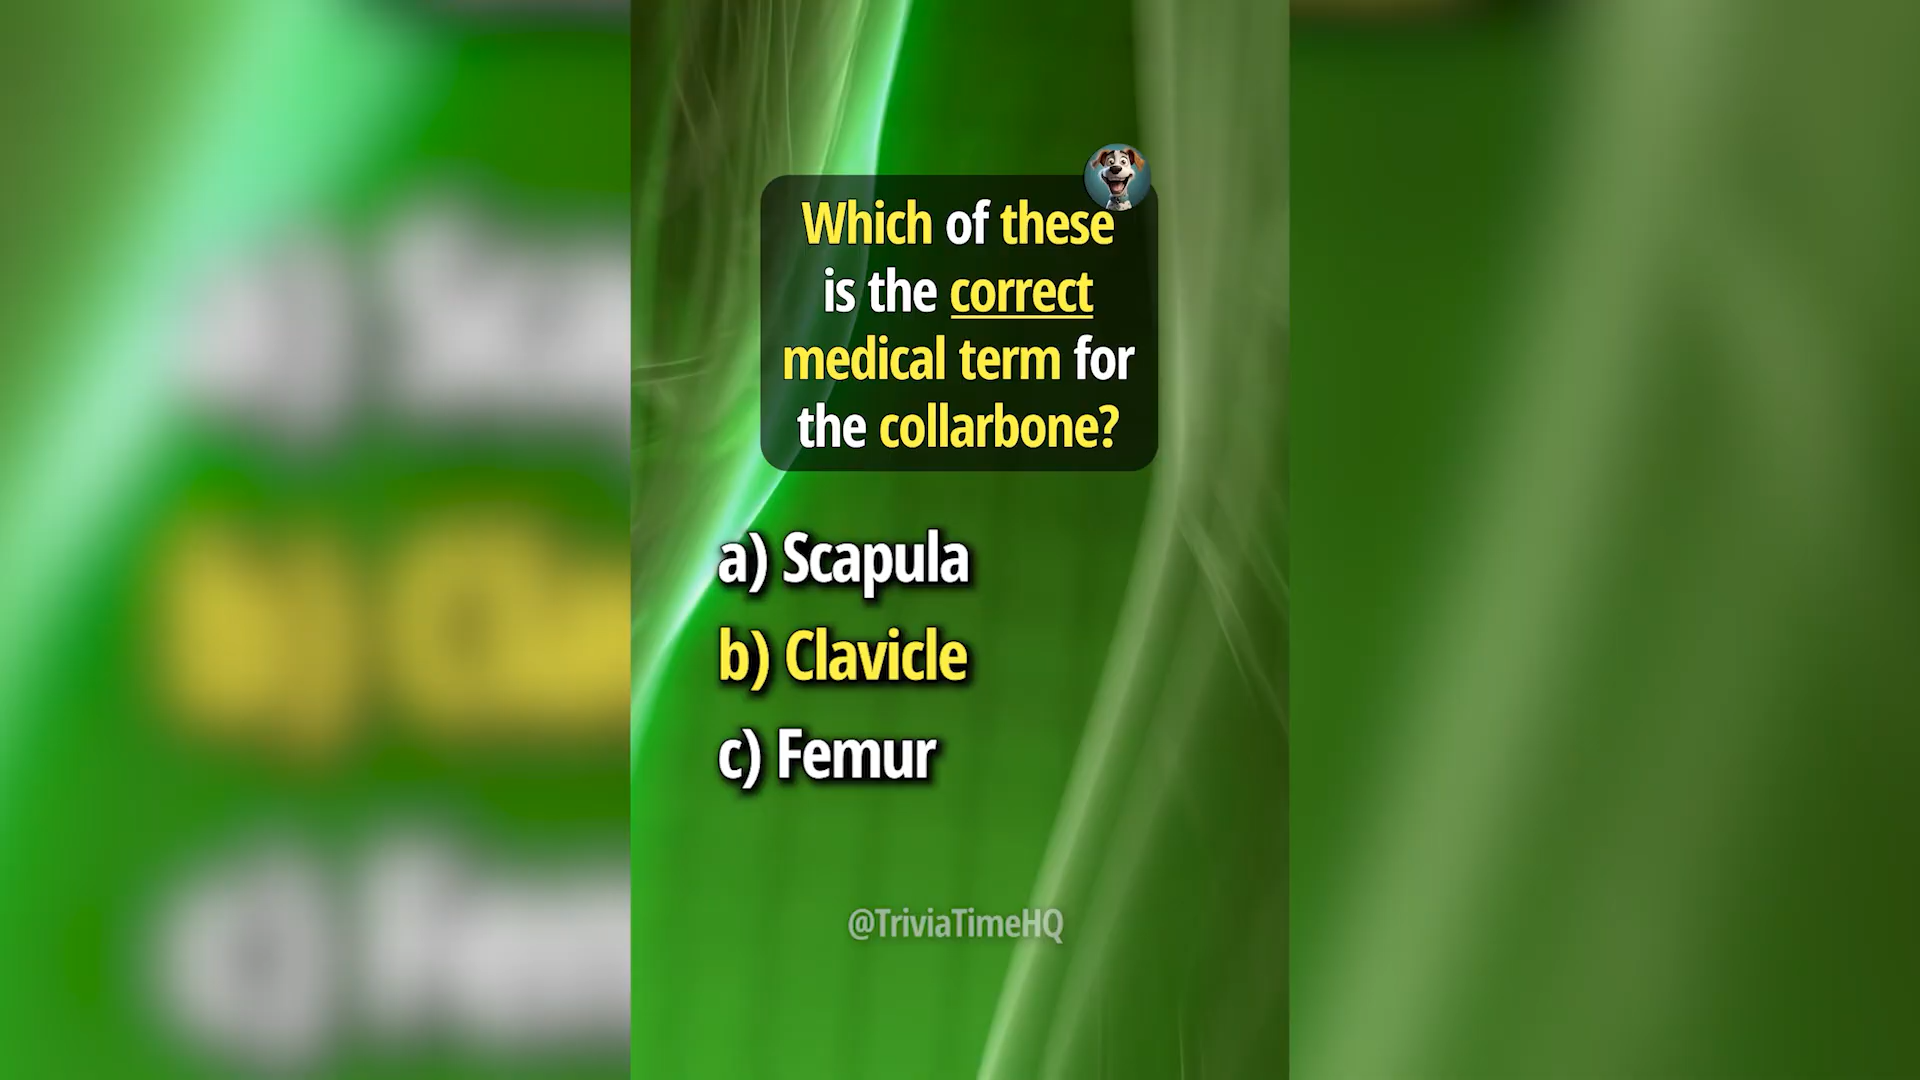 Which of these
is the correct
medical term for
the collarbone?
a) Scapula
b) Clavicle
c) Femur
@TriviaTimeHQ